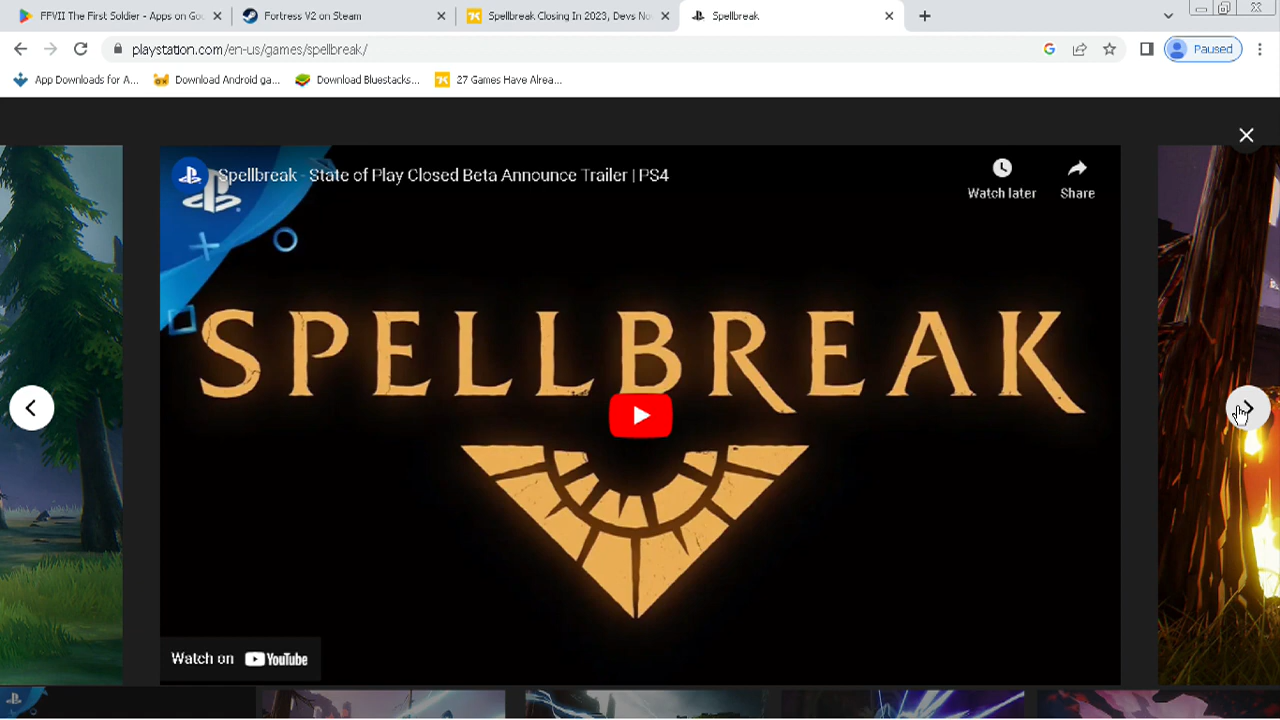 FFVII The First Soldier - Apps on Go
Fortress V2 on Steam
Spellbreak Closing In 2023, Devs No
Spellbreak
playstation.com/en-us/games/spellbreak/
Paused
App Downloads for A...
Download Android ga...
Download Bluestacks...
27 Games Have Alrea...
Spellbreak - State of Play Closed Beta Announce Trailer | PS4
Watch later
Share
SPELLBREAK
Watch on YouTube